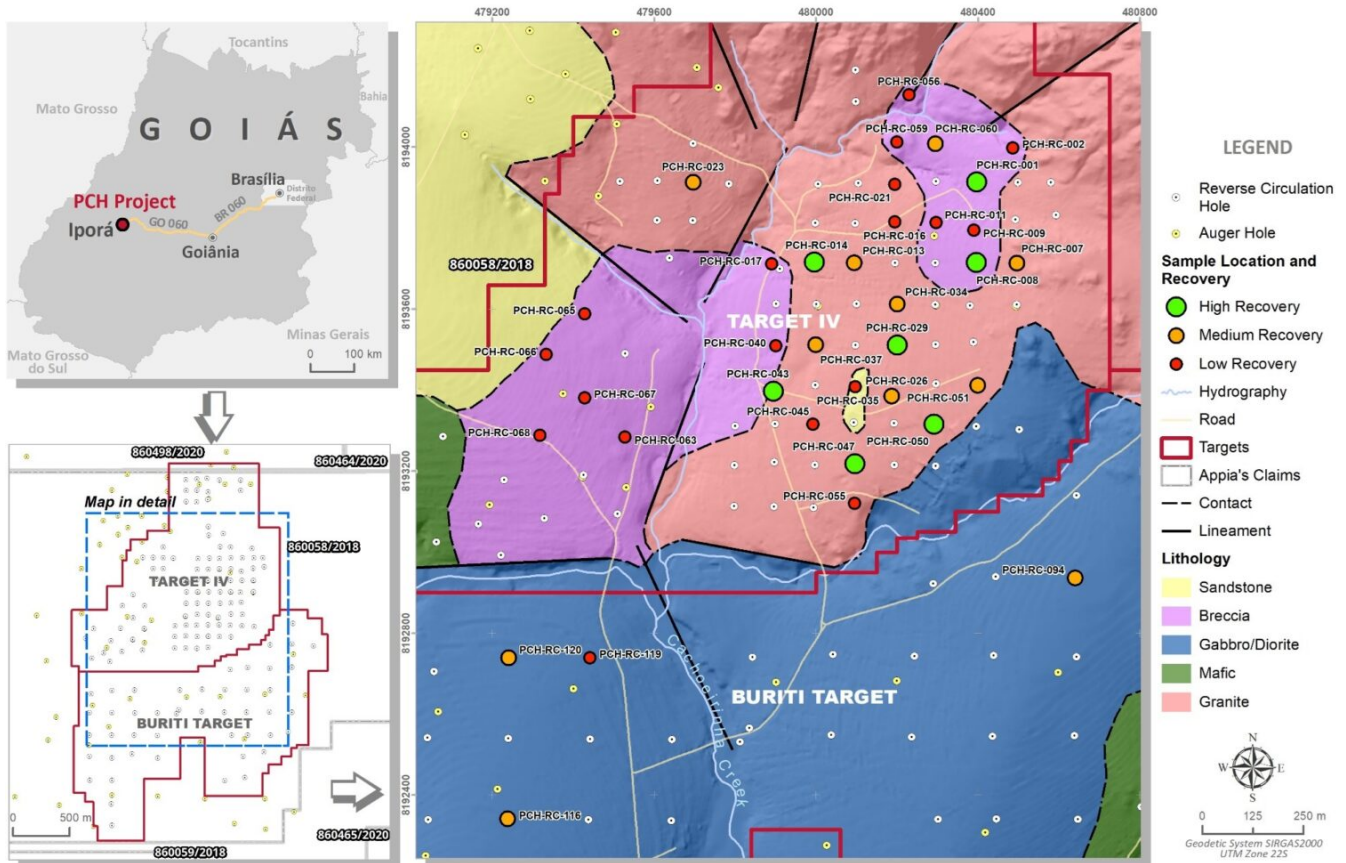 Tocantins
Mato Grosso
Bahia
GOIÁS
Brasília
Distrito
Federal
PCH Project
Iporá
GO 060
BR 060
Goiânia
Minas Gerais
Mato Grosso
do Sul
0 100 km
860498/2020
860464/2020
Map in detail
860058/2018
TARGET IV
BURITI TARGET
0 500 m
860465/2020
860059/2018
479200 479600 480000 480400 480800
8194000
8193600
8193200
8192800
8192400
PCH-RC-056
PCH-RC-059
PCH-RC-060
PCH-RC-002
PCH-RC-001
PCH-RC-023
PCH-RC-021
PCH-RC-011
PCH-RC-016
PCH-RC-009
PCH-RC-014
PCH-RC-013
PCH-RC-007
PCH-RC-017
PCH-RC-008
860058/2018
PCH-RC-034
PCH-RC-065
TARGET IV
PCH-RC-029
PCH-RC-040
PCH-RC-066
PCH-RC-037
PCH-RC-043
PCH-RC-026
PCH-RC-067
PCH-RC-035
PCH-RC-051
PCH-RC-045
PCH-RC-068
PCH-RC-063
PCH-RC-047
PCH-RC-050
PCH-RC-055
PCH-RC-094
PCH-RC-120
PCH-RC-119
Cachoeirinha Creek
BURITI TARGET
PCH-RC-116
LEGEND
Reverse Circulation
Hole
Auger Hole
Sample Location and
Recovery
High Recovery
Medium Recovery
Low Recovery
Hydrography
Road
Targets
Appia's Claims
Contact
Lineament
Lithology
Sandstone
Breccia
Gabbro/Diorite
Mafic
Granite
N
W E
S
0 125 250 m
Geodetic System SIRGAS2000
UTM Zone 22S